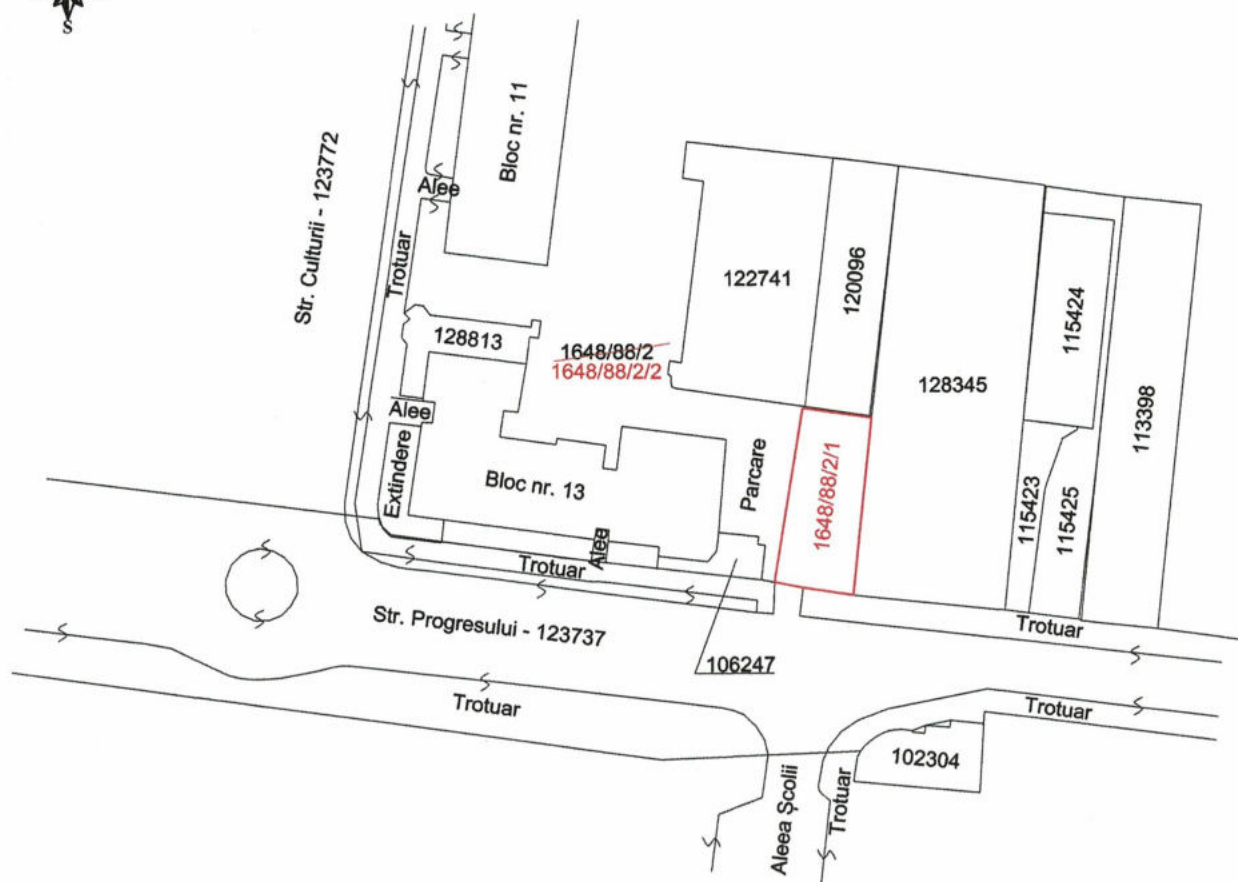 S
Bloc nr. 11
Str. Culturii - 123772
Alee
Trotuar
128813
1648/88/2
1648/88/2/2
122741
120096
128345
115424
113398
Alee
Extindere
Bloc nr. 13
Parcare
1648/88/2/1
115423
115425
Alee
Trotuar
Str. Progresului - 123737
106247
Trotuar
Trotuar
Trotuar
102304
Aleea Școlii
Trotuar